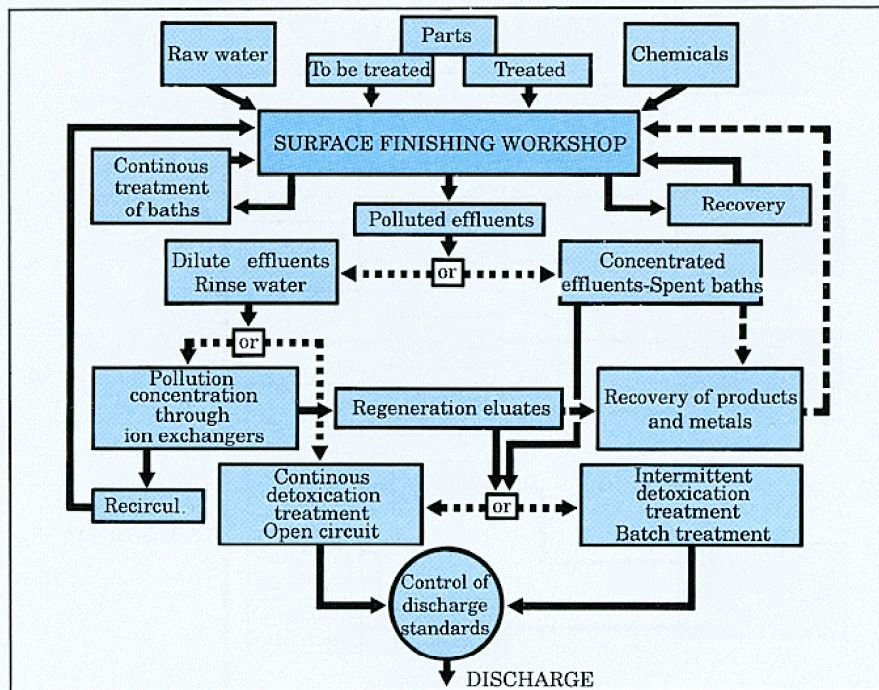 Parts
Raw water
To be treated
Treated
Chemicals
SURFACE FINISHING WORKSHOP
Continous
treatment
of baths
Recovery
Polluted effluents
or
Dilute effluents
Rinse water
Concentrated
effluents-Spent baths
or
Pollution
concentration
through
ion exchangers
Regeneration eluates
Recovery of products
and metals
Recircul.
Continous
detoxication
treatment
Open circuit
or
Intermittent
detoxication
treatment
Batch treatment
Control of
discharge
standards
DISCHARGE